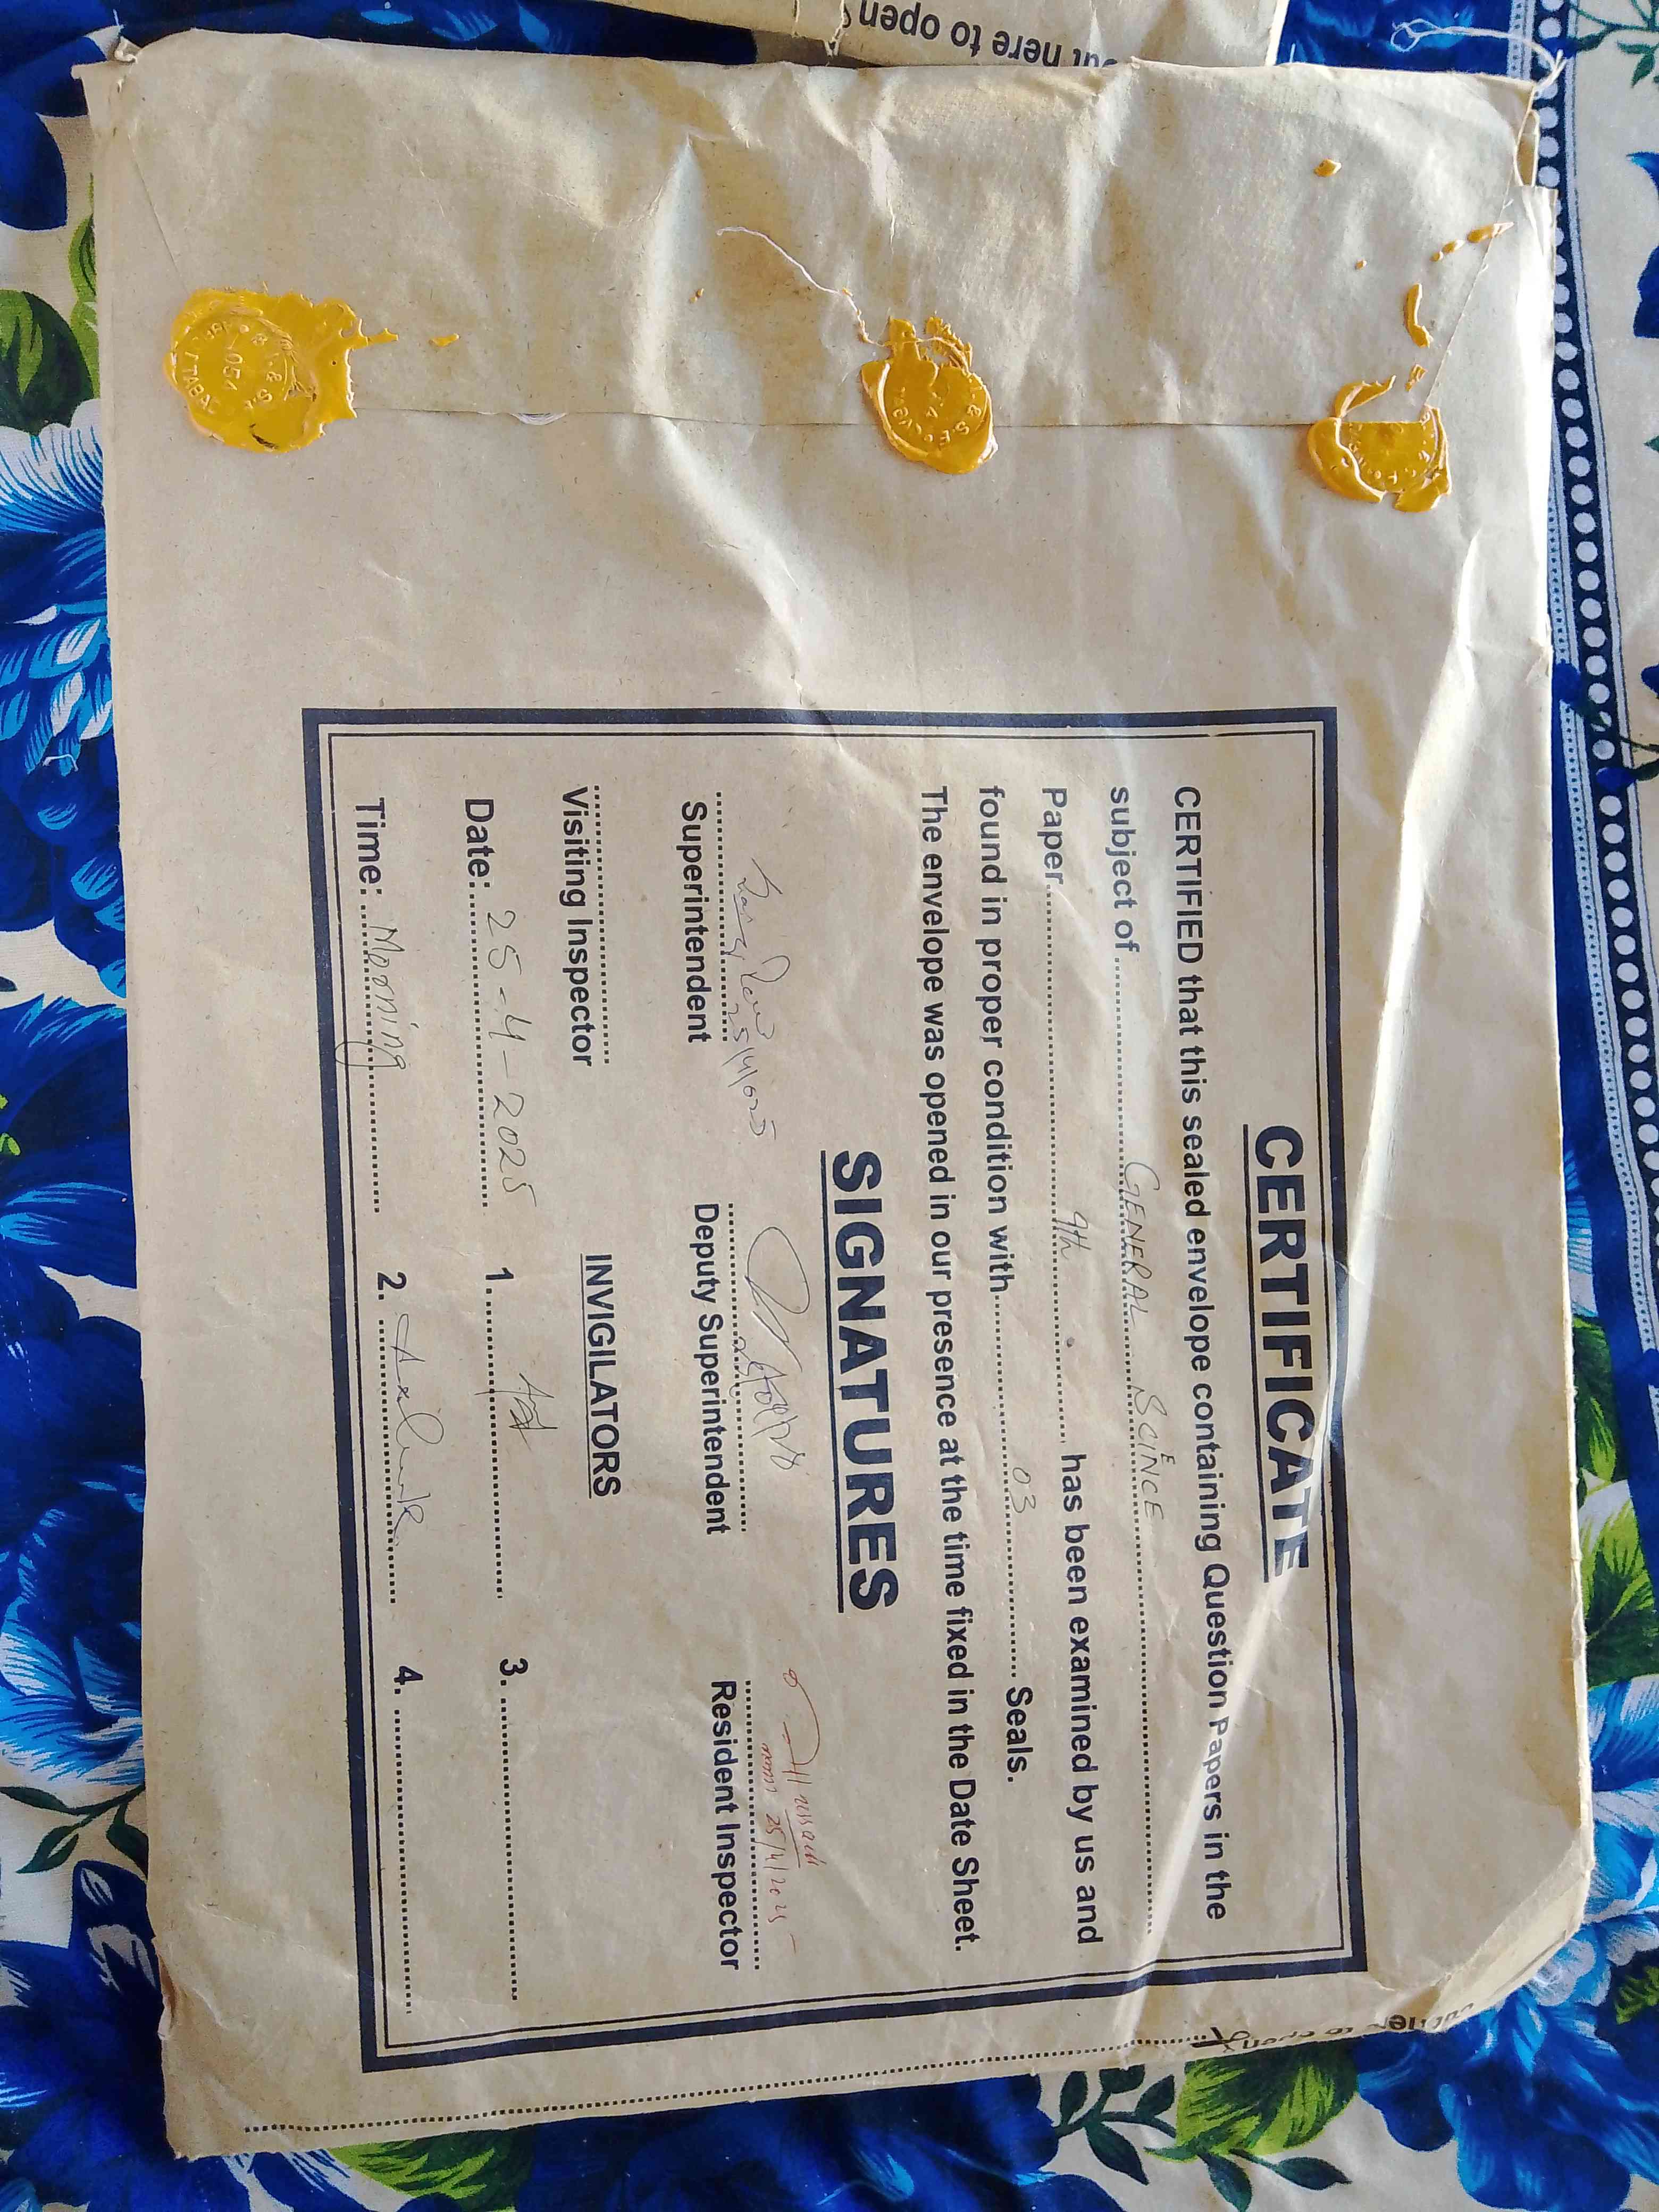 ut here to open
CERTIFICATE
CERTIFIED that this sealed envelope containing Question Papers in the
subject of GENERAL SCIENCE
Paper 9th has been examined by us and
found in proper condition with 03 Seals.
The envelope was opened in our presence at the time fixed in the Date Sheet.
SIGNATURES
25/4/025
Superintendent Deputy Superintendent Resident Inspector
25/4/2025
Visiting Inspector INVIGILATORS
Date: 25-4-2025 1. 3.
Time: Morning 2. 4.
054